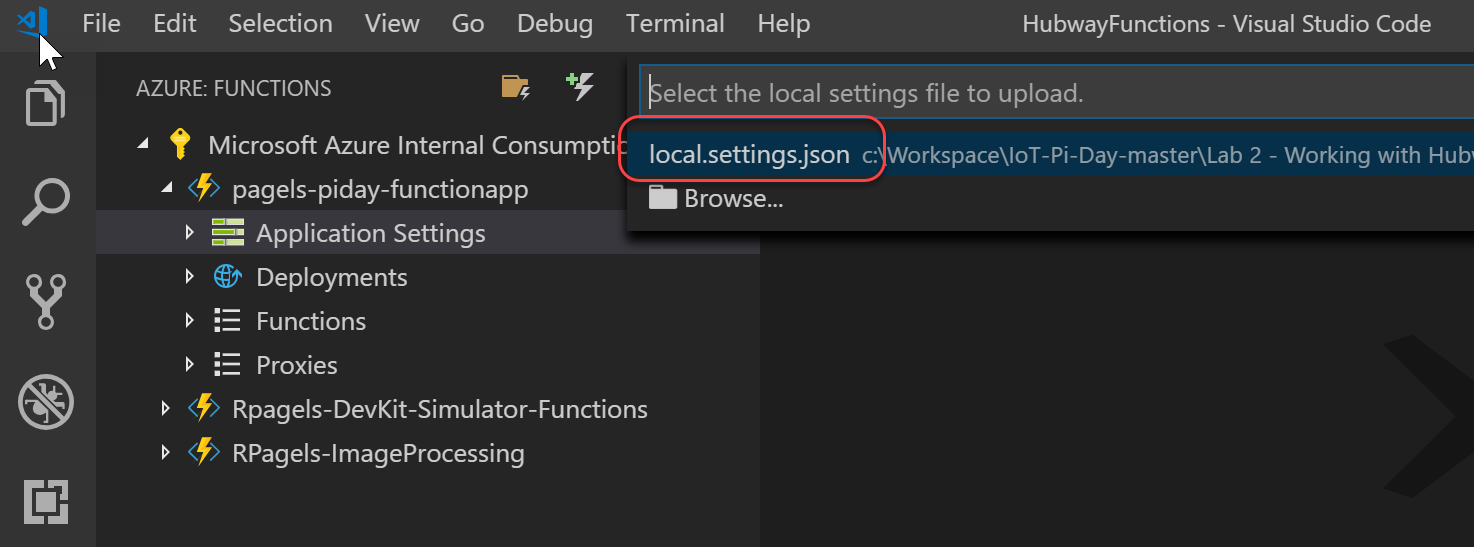 File Edit Selection View Go Debug Terminal Help HubwayFunctions - Visual Studio Code
AZURE: FUNCTIONS
Select the local settings file to upload.
local.settings.json c:\Workspace\IoT-Pi-Day-master\Lab 2 - Working with Hubw
Browse...
Microsoft Azure Internal Consumptic
pagels-piday-functionapp
Application Settings
Deployments
Functions
Proxies
Rpagels-DevKit-Simulator-Functions
RPagels-ImageProcessing